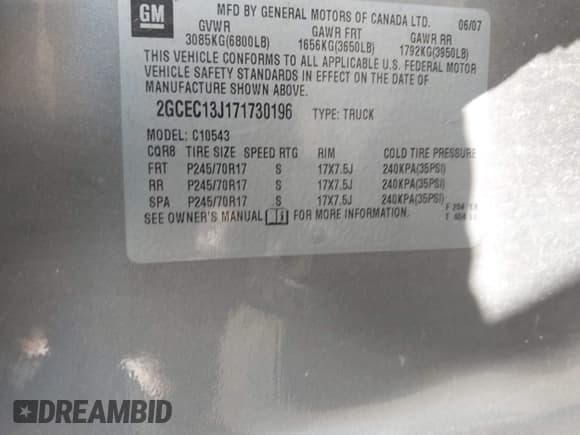 GM
MFD BY GENERAL MOTORS OF CANADA LTD. 06/07
GVWR GAWR FRT GAWR RR
3085KG(6800LB) 1656KG(3650LB) 1792KG(3950LB)
THIS VEHICLE CONFORMS TO ALL APPLICABLE U.S. FEDERAL MOTOR
VEHICLE SAFETY STANDARDS IN EFFECT ON THE DATE OF
MANUFACTURE SHOWN ABOVE.
2GCEC13J171730196 TYPE: TRUCK
MODEL: C10543
CQR8 TIRE SIZE SPEED RTG RIM COLD TIRE PRESSURE
FRT P245/70R17 S 17X7.5J 240KPA(35PSI)
RR P245/70R17 S 17X7.5J 240KPA(35PSI)
SPA P245/70R17 S 17X7.5J 240KPA(35PSI)
SEE OWNER'S MANUAL FOR MORE INFORMATION.
DREAMBID